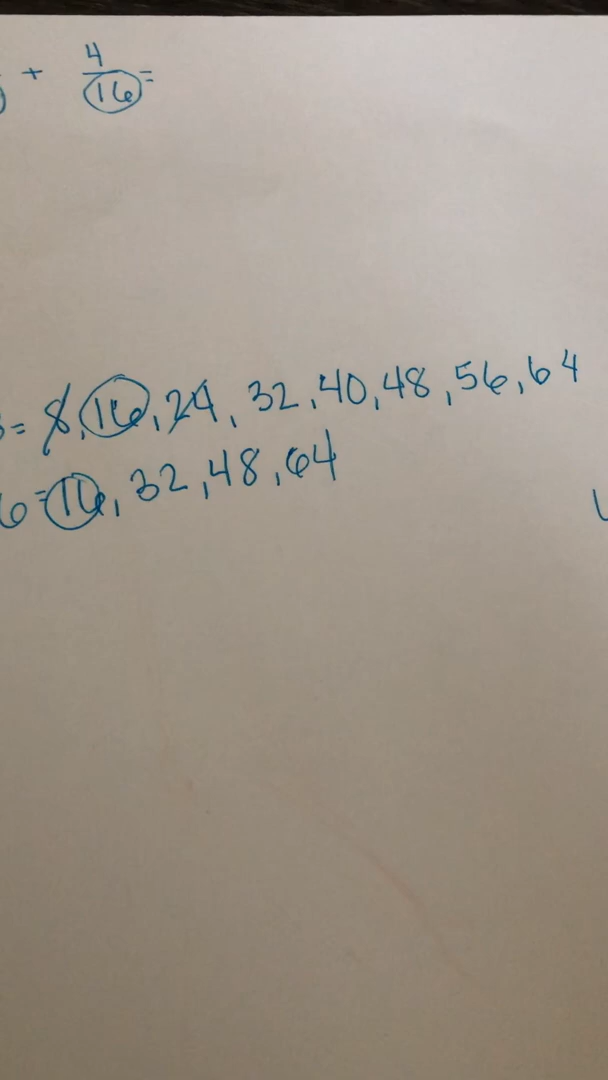 + 4/16 =
= 8, 16, 24, 32, 40, 48, 56, 64
6 = 16, 32, 48, 64